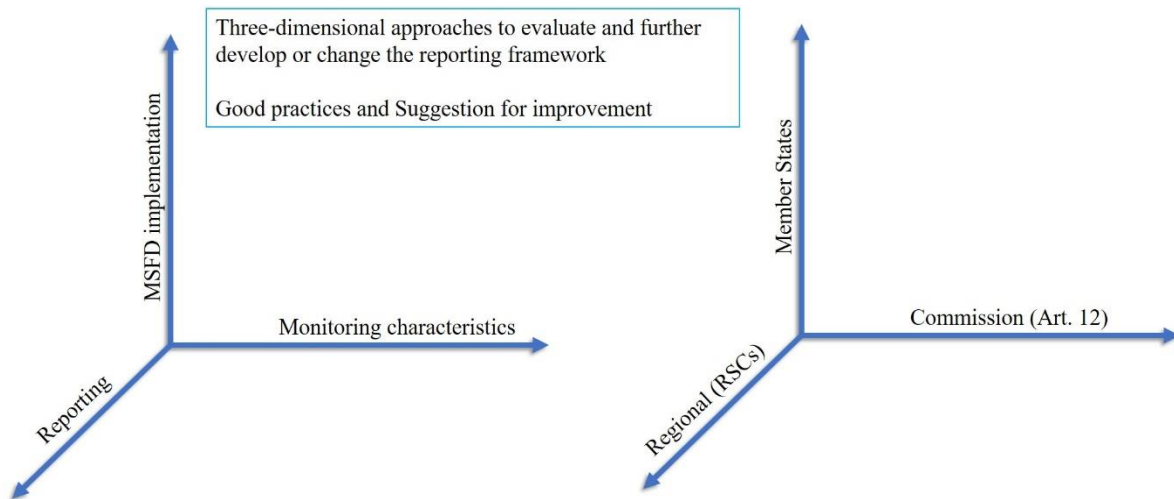 Three-dimensional approaches to evaluate and further
develop or change the reporting framework
Good practices and Suggestion for improvement
MSFD implementation
Monitoring characteristics
Reporting
Member States
Commission (Art. 12)
Regional (RSCs)